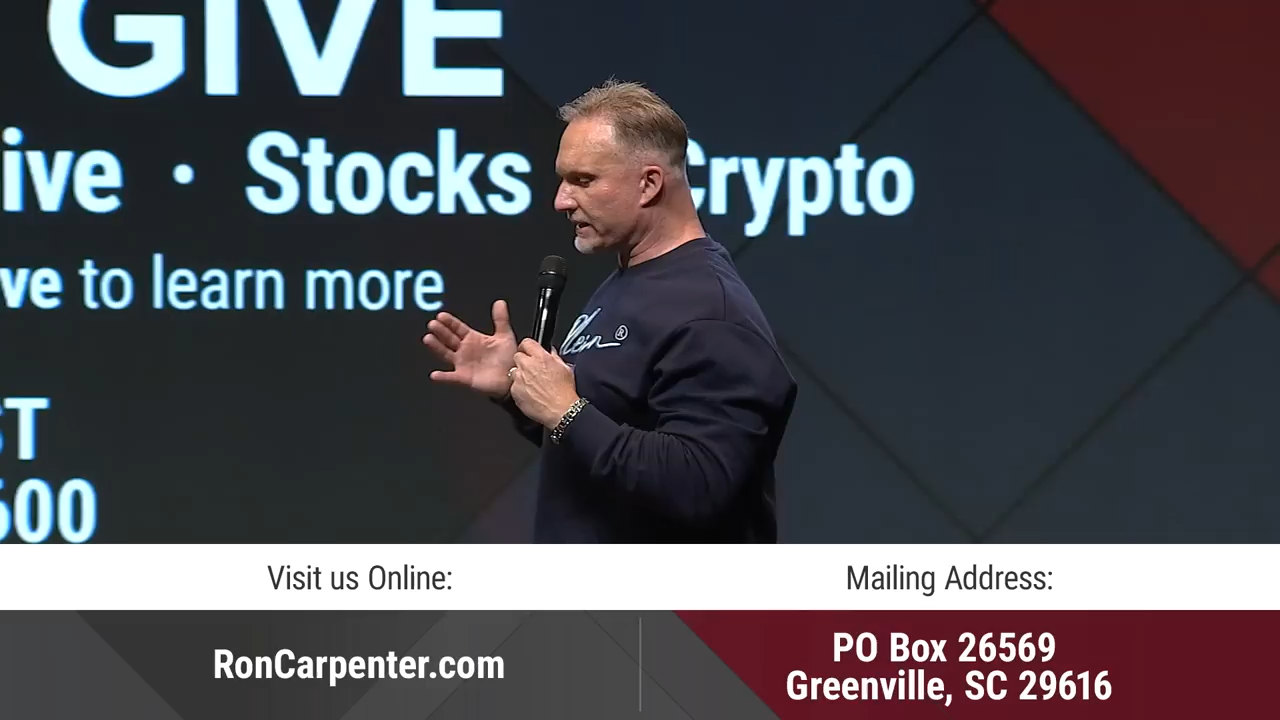 GIVE
ive · Stocks Crypto
ve to learn more
ST
600
Plein®
Visit us Online:
Mailing Address:
RonCarpenter.com
PO Box 26569
Greenville, SC 29616